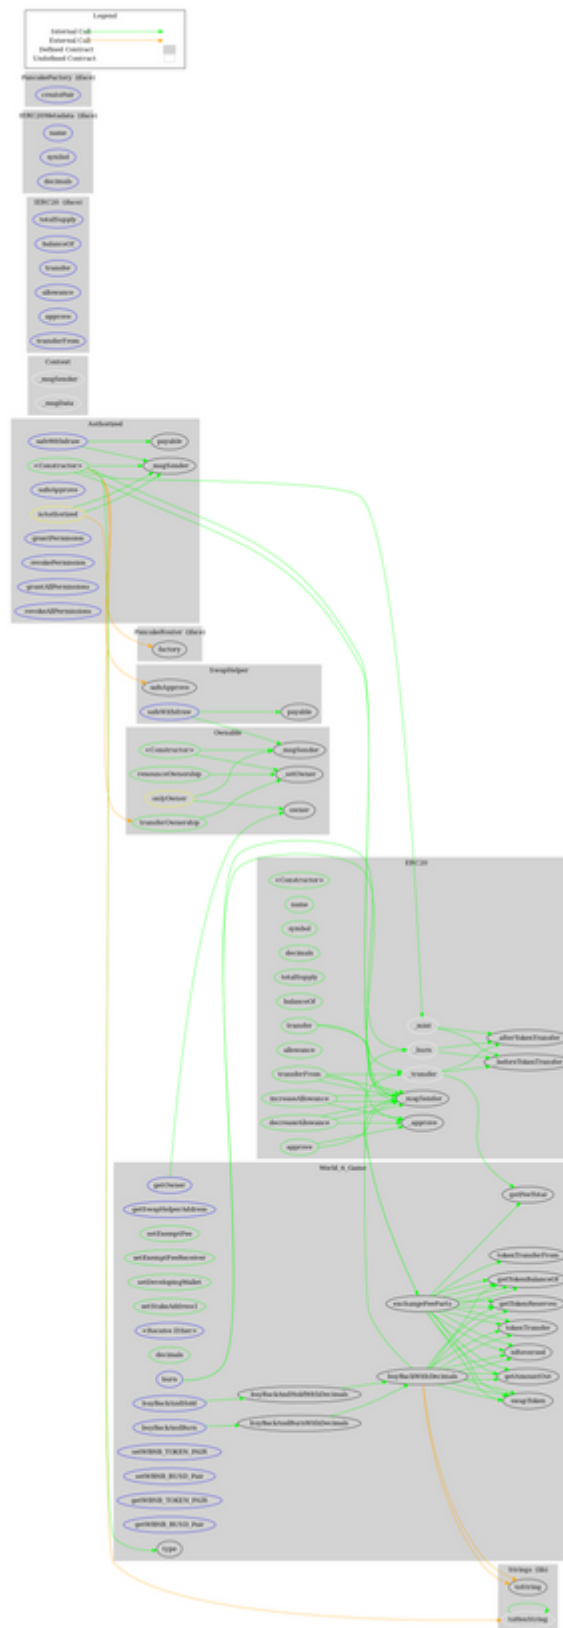 Legend
Internal Call
External Call
Defined Contract
Undefined Contract
PancakeFactory (iface)
createPair
IERC20Metadata (iface)
name
symbol
decimals
IERC20 (iface)
totalSupply
balanceOf
transfer
allowance
approve
transferFrom
Context
_msgSender
_msgData
Authorized
safeWithdraw
payable
<Constructor>
_msgSender
safeApprove
isAuthorized
grantPermission
revokePermission
grantAllPermissions
revokeAllPermissions
PancakeRouter (iface)
factory
SwapHelper
safeApprove
safeWithdraw
payable
Ownable
<Constructor>
_msgSender
renounceOwnership
setOwner
onlyOwner
owner
transferOwnership
ERC20
<Constructor>
name
symbol
decimals
totalSupply
balanceOf
transfer
_mint
_afterTokenTransfer
allowance
_burn
_beforeTokenTransfer
transferFrom
_transfer
increaseAllowance
_msgSender
decreaseAllowance
_approve
approve
World_6_Game
getOwner
getFeeTotal
getSwapHelperAddress
setExemptFee
setExemptFeeReceiver
tokenTransferFrom
setDevelopingWallet
getTokenBalanceOf
setStakeAddress1
exchangeFeeParts
getTokenReserves
<Receive Ether>
tokenTransfer
decimals
isReversed
burn
buyBackWithDecimals
getAmountOut
buyBackAndHold
buyBackAndHoldWithDecimals
swapToken
buyBackAndBurn
buyBackAndBurnWithDecimals
setWBNB_TOKEN_PAIR
setWBNB_BUSD_Pair
getWBNB_TOKEN_PAIR
getWBNB_BUSD_Pair
type
Strings (lib)
toString
toHexString